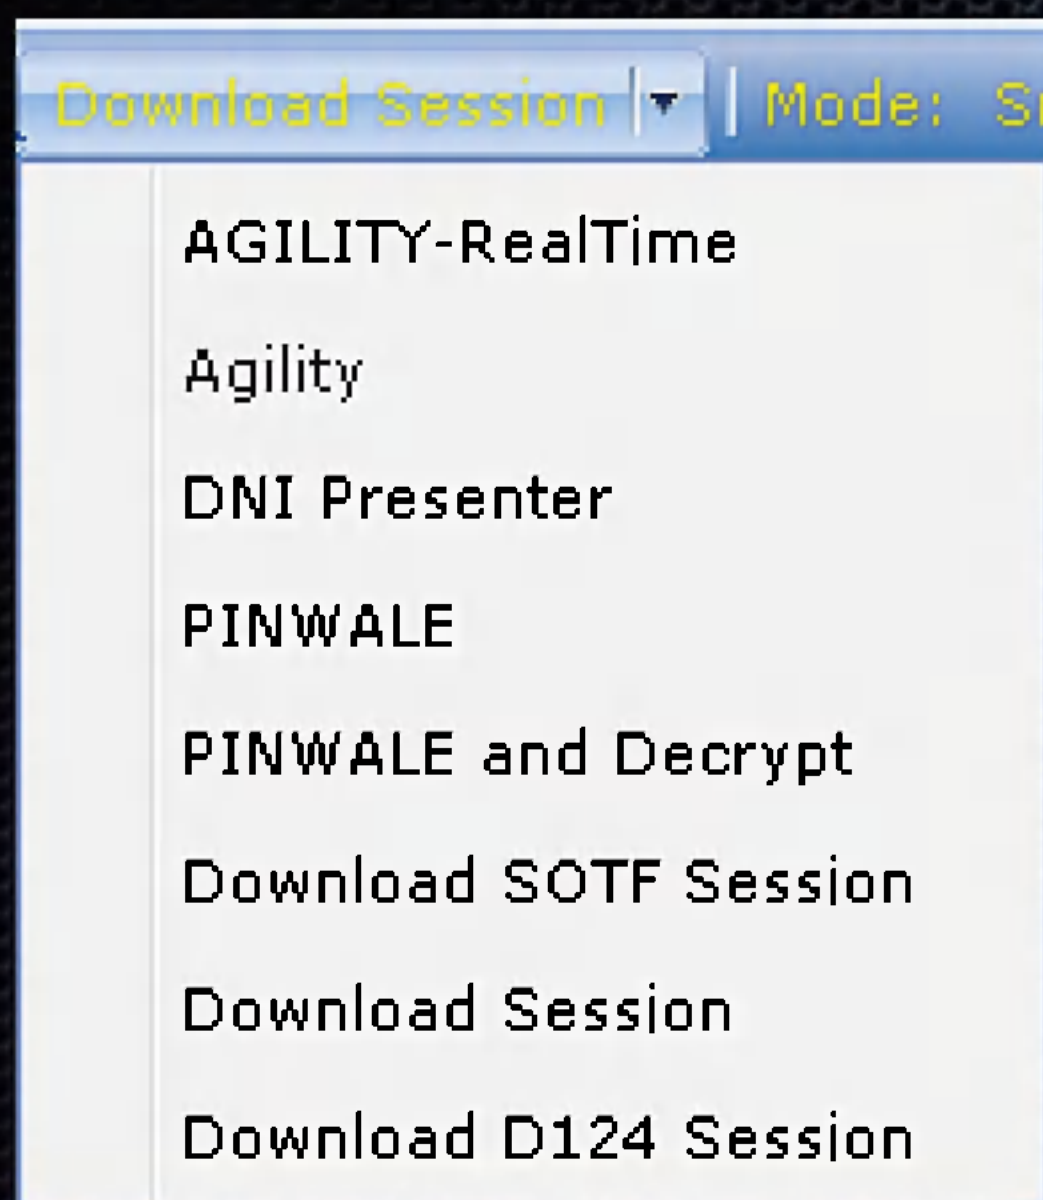 Download Session Mode:
AGILITY-RealTime
Agility
DNI Presenter
PINWALE
PINWALE and Decrypt
Download SOTF Session
Download Session
Download D124 Session